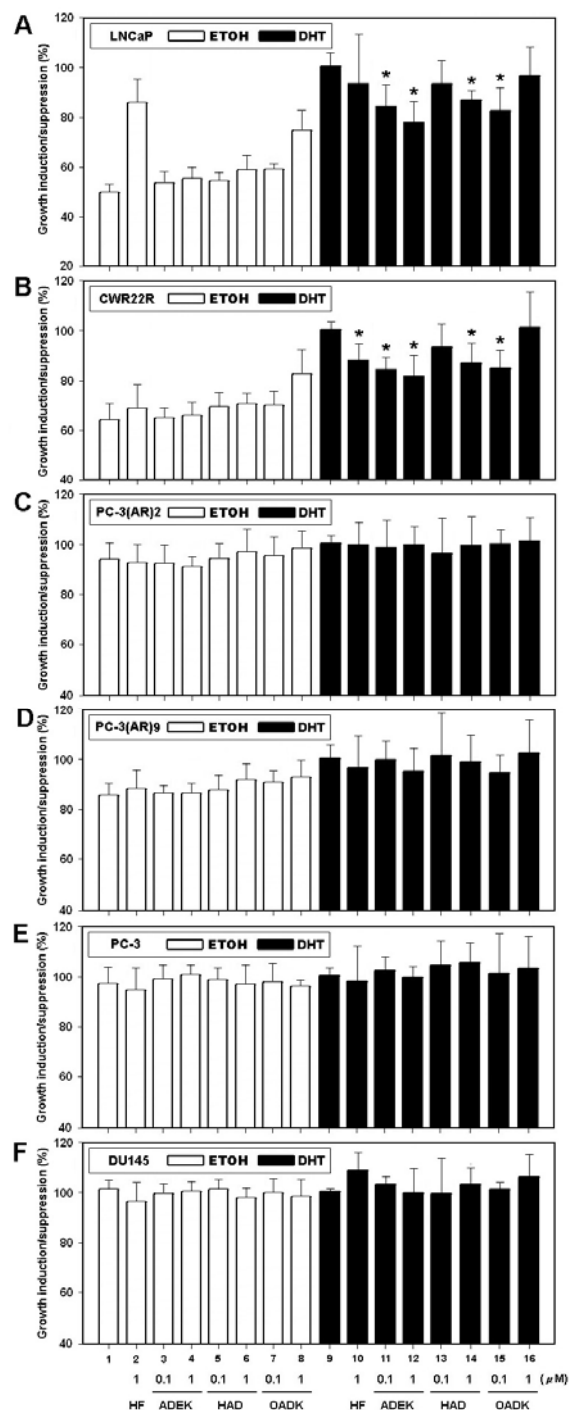 A
LNCaP ETOH DHT
Growth induction/suppression (%)
120
100
80
60
40
20
* * * *
B
CWR22R ETOH DHT
Growth induction/suppression (%)
120
100
80
60
40
* * * * *
C
PC-3(AR)2 ETOH DHT
Growth induction/suppression (%)
120
100
80
60
40
D
PC-3(AR)9 ETOH DHT
Growth induction/suppression (%)
120
100
80
60
40
E
PC-3 ETOH DHT
Growth induction/suppression (%)
120
100
80
60
40
F
DU145 ETOH DHT
Growth induction/suppression (%)
120
100
80
60
40
1 2 3 4 5 6 7 8 9 10 11 12 13 14 15 16
1 0.1 1 0.1 1 0.1 1 1 0.1 1 0.1 1 0.1 1 (μM)
HF ADEK HAD OADK HF ADEK HAD OADK